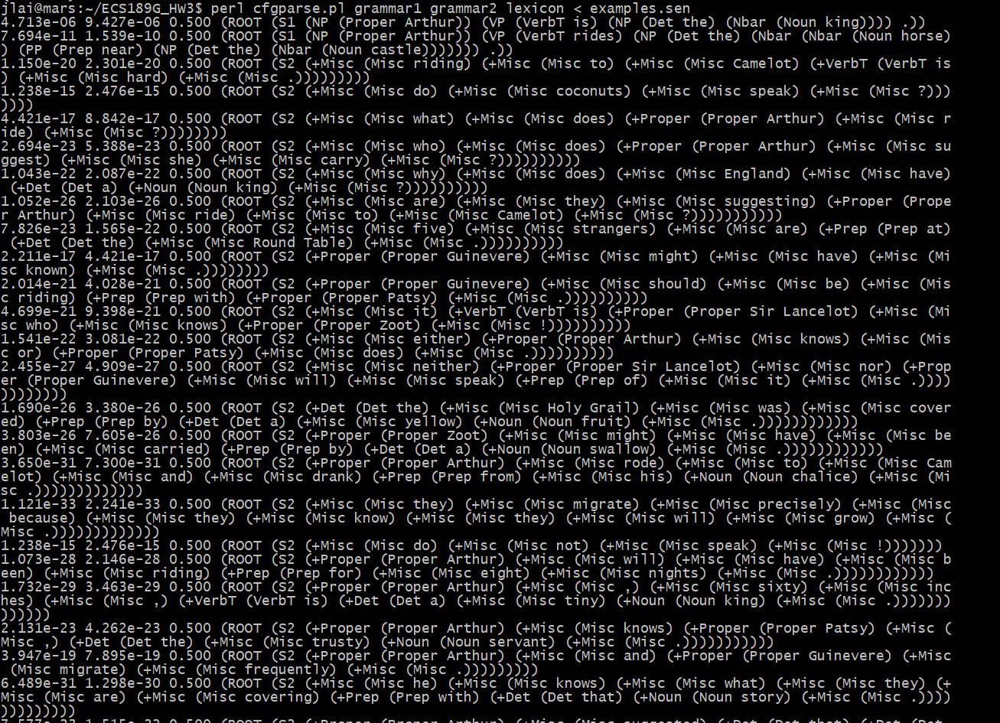 jlai@mars:~/ECS189G_HW3$ perl cfgparse.pl grammar1 grammar2 lexicon < examples.sen
4.713e-06 9.427e-06 0.500 (ROOT (S1 (NP (Proper Arthur)) (VP (VerbT is) (NP (Det the) (Nbar (Noun king)))) .))
7.694e-11 1.539e-10 0.500 (ROOT (S1 (NP (Proper Arthur)) (VP (VerbT rides) (NP (Det the) (Nbar (Nbar (Noun horse)
) (PP (Prep near) (NP (Det the) (Nbar (Noun castle))))))) .))
1.150e-20 2.301e-20 0.500 (ROOT (S2 (+Misc (Misc riding) (+Misc (Misc to) (+Misc (Misc Camelot) (+VerbT (VerbT is
) (+Misc (Misc hard) (+Misc (Misc .)))))))))
1.238e-15 2.476e-15 0.500 (ROOT (S2 (+Misc (Misc do) (+Misc (Misc coconuts) (+Misc (Misc speak) (+Misc (Misc ?)))
))))
4.421e-17 8.842e-17 0.500 (ROOT (S2 (+Misc (Misc what) (+Misc (Misc does) (+Proper (Proper Arthur) (+Misc (Misc r
ide) (+Misc (Misc ?))))))))
2.694e-23 5.388e-23 0.500 (ROOT (S2 (+Misc (Misc who) (+Misc (Misc does) (+Proper (Proper Arthur) (+Misc (Misc su
ggest) (+Misc (Misc she) (+Misc (Misc carry) (+Misc (Misc ?))))))))))
1.043e-22 2.087e-22 0.500 (ROOT (S2 (+Misc (Misc why) (+Misc (Misc does) (+Misc (Misc England) (+Misc (Misc have)
 (+Det (Det a) (+Noun (Noun king) (+Misc (Misc ?))))))))))
1.052e-26 2.103e-26 0.500 (ROOT (S2 (+Misc (Misc are) (+Misc (Misc they) (+Misc (Misc suggesting) (+Proper (Prope
r Arthur) (+Misc (Misc ride) (+Misc (Misc to) (+Misc (Misc Camelot) (+Misc (Misc ?)))))))))))
7.826e-23 1.565e-22 0.500 (ROOT (S2 (+Misc (Misc five) (+Misc (Misc strangers) (+Misc (Misc are) (+Prep (Prep at)
 (+Det (Det the) (+Misc (Misc Round Table) (+Misc (Misc .))))))))))
2.211e-17 4.421e-17 0.500 (ROOT (S2 (+Proper (Proper Guinevere) (+Misc (Misc might) (+Misc (Misc have) (+Misc (Mi
sc known) (+Misc (Misc .))))))))
2.014e-21 4.028e-21 0.500 (ROOT (S2 (+Proper (Proper Guinevere) (+Misc (Misc should) (+Misc (Misc be) (+Misc (Mis
c riding) (+Prep (Prep with) (+Proper (Proper Patsy) (+Misc (Misc .))))))))))
4.699e-21 9.398e-21 0.500 (ROOT (S2 (+Misc (Misc it) (+VerbT (VerbT is) (+Proper (Proper Sir Lancelot) (+Misc (Mi
sc who) (+Misc (Misc knows) (+Proper (Proper Zoot) (+Misc (Misc !))))))))))
1.541e-22 3.081e-22 0.500 (ROOT (S2 (+Misc (Misc either) (+Proper (Proper Arthur) (+Misc (Misc knows) (+Misc (Mis
c or) (+Proper (Proper Patsy) (+Misc (Misc does) (+Misc (Misc .))))))))))
2.455e-27 4.909e-27 0.500 (ROOT (S2 (+Misc (Misc neither) (+Proper (Proper Sir Lancelot) (+Misc (Misc nor) (+Prop
er (Proper Guinevere) (+Misc (Misc will) (+Misc (Misc speak) (+Prep (Prep of) (+Misc (Misc it) (+Misc (Misc .))))
))))))))
1.690e-26 3.380e-26 0.500 (ROOT (S2 (+Det (Det the) (+Misc (Misc Holy Grail) (+Misc (Misc was) (+Misc (Misc cover
ed) (+Prep (Prep by) (+Det (Det a) (+Misc (Misc yellow) (+Noun (Noun fruit) (+Misc (Misc .))))))))))))
3.803e-26 7.605e-26 0.500 (ROOT (S2 (+Proper (Proper Zoot) (+Misc (Misc might) (+Misc (Misc have) (+Misc (Misc be
en) (+Misc (Misc carried) (+Prep (Prep by) (+Det (Det a) (+Noun (Noun swallow) (+Misc (Misc .))))))))))))
3.650e-31 7.300e-31 0.500 (ROOT (S2 (+Proper (Proper Arthur) (+Misc (Misc rode) (+Misc (Misc to) (+Misc (Misc Cam
elot) (+Misc (Misc and) (+Misc (Misc drank) (+Prep (Prep from) (+Misc (Misc his) (+Noun (Noun chalice) (+Misc (Mi
sc .)))))))))))))
1.121e-33 2.241e-33 0.500 (ROOT (S2 (+Misc (Misc they) (+Misc (Misc migrate) (+Misc (Misc precisely) (+Misc (Misc
 because) (+Misc (Misc they) (+Misc (Misc know) (+Misc (Misc they) (+Misc (Misc will) (+Misc (Misc grow) (+Misc (
Misc .)))))))))))))
1.238e-15 2.476e-15 0.500 (ROOT (S2 (+Misc (Misc do) (+Misc (Misc not) (+Misc (Misc speak) (+Misc (Misc !)))))))
1.073e-28 2.146e-28 0.500 (ROOT (S2 (+Proper (Proper Arthur) (+Misc (Misc will) (+Misc (Misc have) (+Misc (Misc b
een) (+Misc (Misc riding) (+Prep (Prep for) (+Misc (Misc eight) (+Misc (Misc nights) (+Misc (Misc .))))))))))))
1.732e-29 3.463e-29 0.500 (ROOT (S2 (+Proper (Proper Arthur) (+Misc (Misc ,) (+Misc (Misc sixty) (+Misc (Misc inc
hes) (+Misc (Misc ,) (+VerbT (VerbT is) (+Det (Det a) (+Misc (Misc tiny) (+Noun (Noun king) (+Misc (Misc .)))))))
))))))
2.131e-23 4.262e-23 0.500 (ROOT (S2 (+Proper (Proper Arthur) (+Misc (Misc knows) (+Proper (Proper Patsy) (+Misc (
Misc ,) (+Det (Det the) (+Misc (Misc trusty) (+Noun (Noun servant) (+Misc (Misc .)))))))))))
3.947e-19 7.895e-19 0.500 (ROOT (S2 (+Proper (Proper Arthur) (+Misc (Misc and) (+Proper (Proper Guinevere) (+Misc
 (Misc migrate) (+Misc (Misc frequently) (+Misc (Misc .)))))))))
6.489e-31 1.298e-30 0.500 (ROOT (S2 (+Misc (Misc he) (+Misc (Misc knows) (+Misc (Misc what) (+Misc (Misc they) (+
Misc (Misc are) (+Misc (Misc covering) (+Prep (Prep with) (+Det (Det that) (+Noun (Noun story) (+Misc (Misc .))))
)))))))))